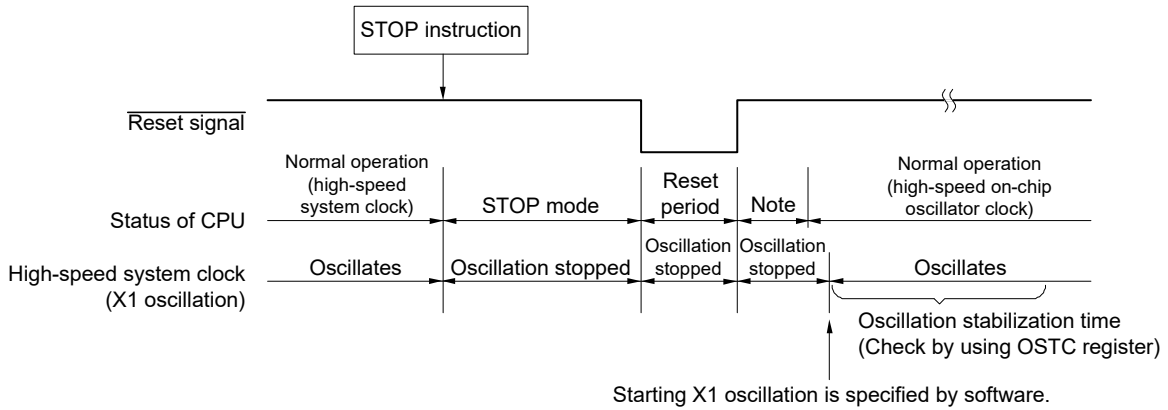 STOP instruction
Reset signal
Normal operation
(high-speed
system clock)
Reset
period
Normal operation
(high-speed on-chip
oscillator clock)
Status of CPU
STOP mode
Note
High-speed system clock
(X1 oscillation)
Oscillates
Oscillation stopped
Oscillation
stopped
Oscillation
stopped
Oscillates
Oscillation stabilization time
(Check by using OSTC register)
Starting X1 oscillation is specified by software.